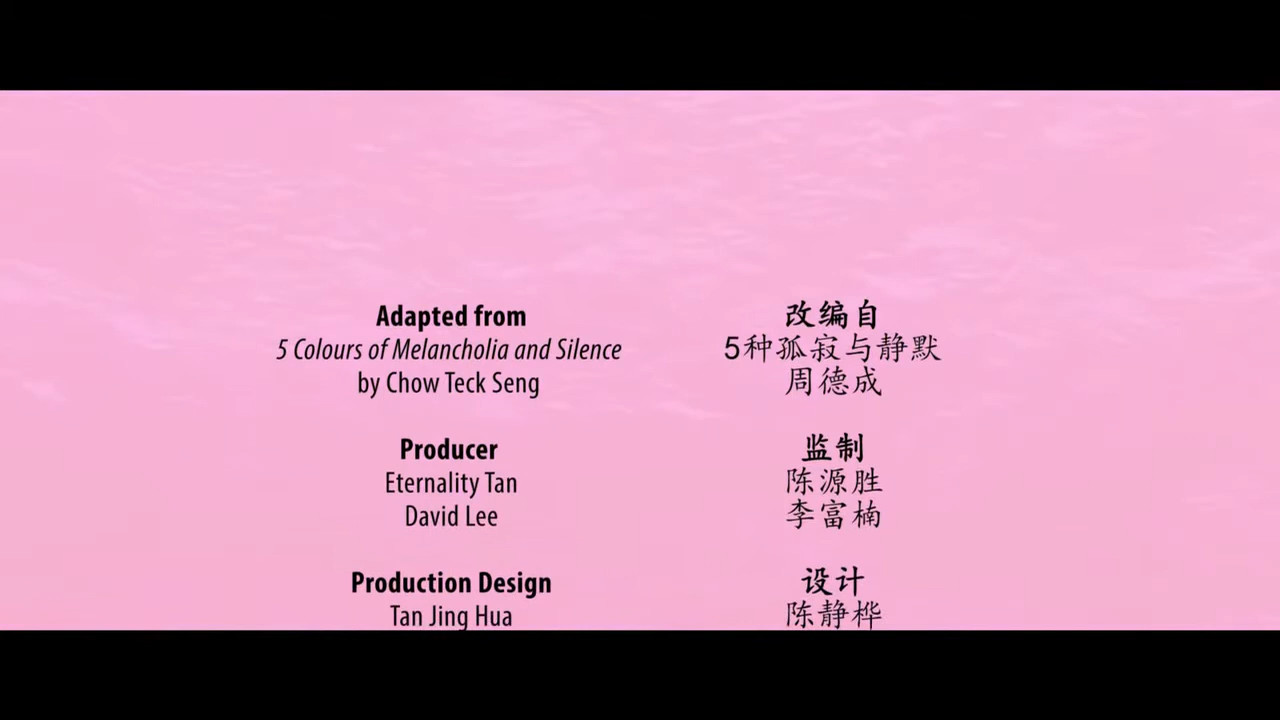 Adapted from
5 Colours of Melancholia and Silence
by Chow Teck Seng
Producer
Eternality Tan
David Lee
Production Design
Tan Jing Hua
改编自
5种孤寂与静默
周德成
监制
陈源胜
李富楠
设计
陈静桦